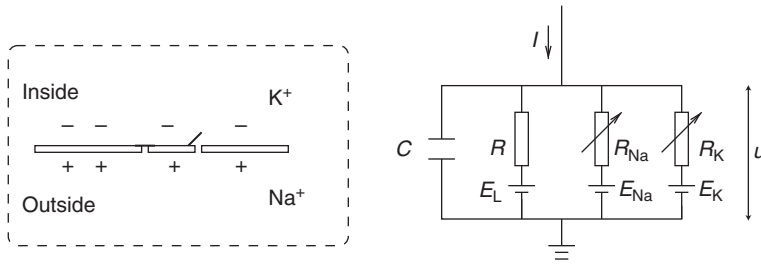 Inside
K⁺
− − − −
+ + + +
Outside
Na⁺
I
C
R
R_Na
R_K
u
E_L
E_Na
E_K